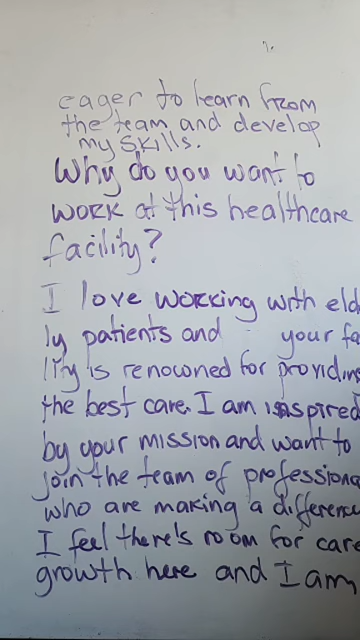 eager to learn from
the team and develop
my skills.
Why do you want to
work at this healthcare
facility?
I love working with eld
ly patients and your fa
lity is renowned for providin
the best care. I am inspired
by your mission and want to
join the team of professiona
who are making a difference
I feel there's room for care
growth here and I am